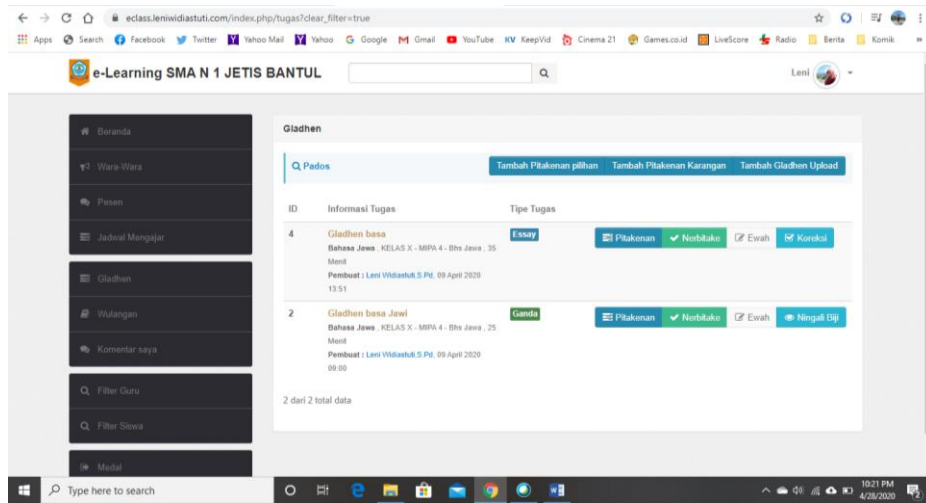 eclass.leniwidiastuti.com/index.php/tugas?clear_filter=true
Apps Search Facebook Twitter Yahoo Mail Yahoo Google Gmail YouTube KeepVid Cinema 21 Games.co.id LiveScore Radio Berita Komik »
e-Learning SMA N 1 JETIS BANTUL
Leni
Beranda
Wara-Wara
Pesen
Jadwal Mengajar
Gladhen
Wulangan
Komentar saya
Filter Guru
Filter Siswa
Medal
Gladhen
Pados
Tambah Pitakenan pilihan Tambah Pitakenan Karangan Tambah Gladhen Upload
ID Informasi Tugas Tipe Tugas
4 Gladhen basa Essay Pitakenan Nerbitake Ewah Koreksi
Bahasa Jawa , KELAS X - MIPA 4 - Bhs Jawa , 35
Menit
Pembuat : Leni Widiastuti,S.Pd, 09 April 2020
13:51
2 Gladhen basa Jawi Ganda Pitakenan Nerbitake Ewah Ningali Biji
Bahasa Jawa , KELAS X - MIPA 4 - Bhs Jawa , 25
Menit
Pembuat : Leni Widiastuti,S.Pd, 09 April 2020
09:00
2 dari 2 total data
Type here to search
10:21 PM
4/28/2020